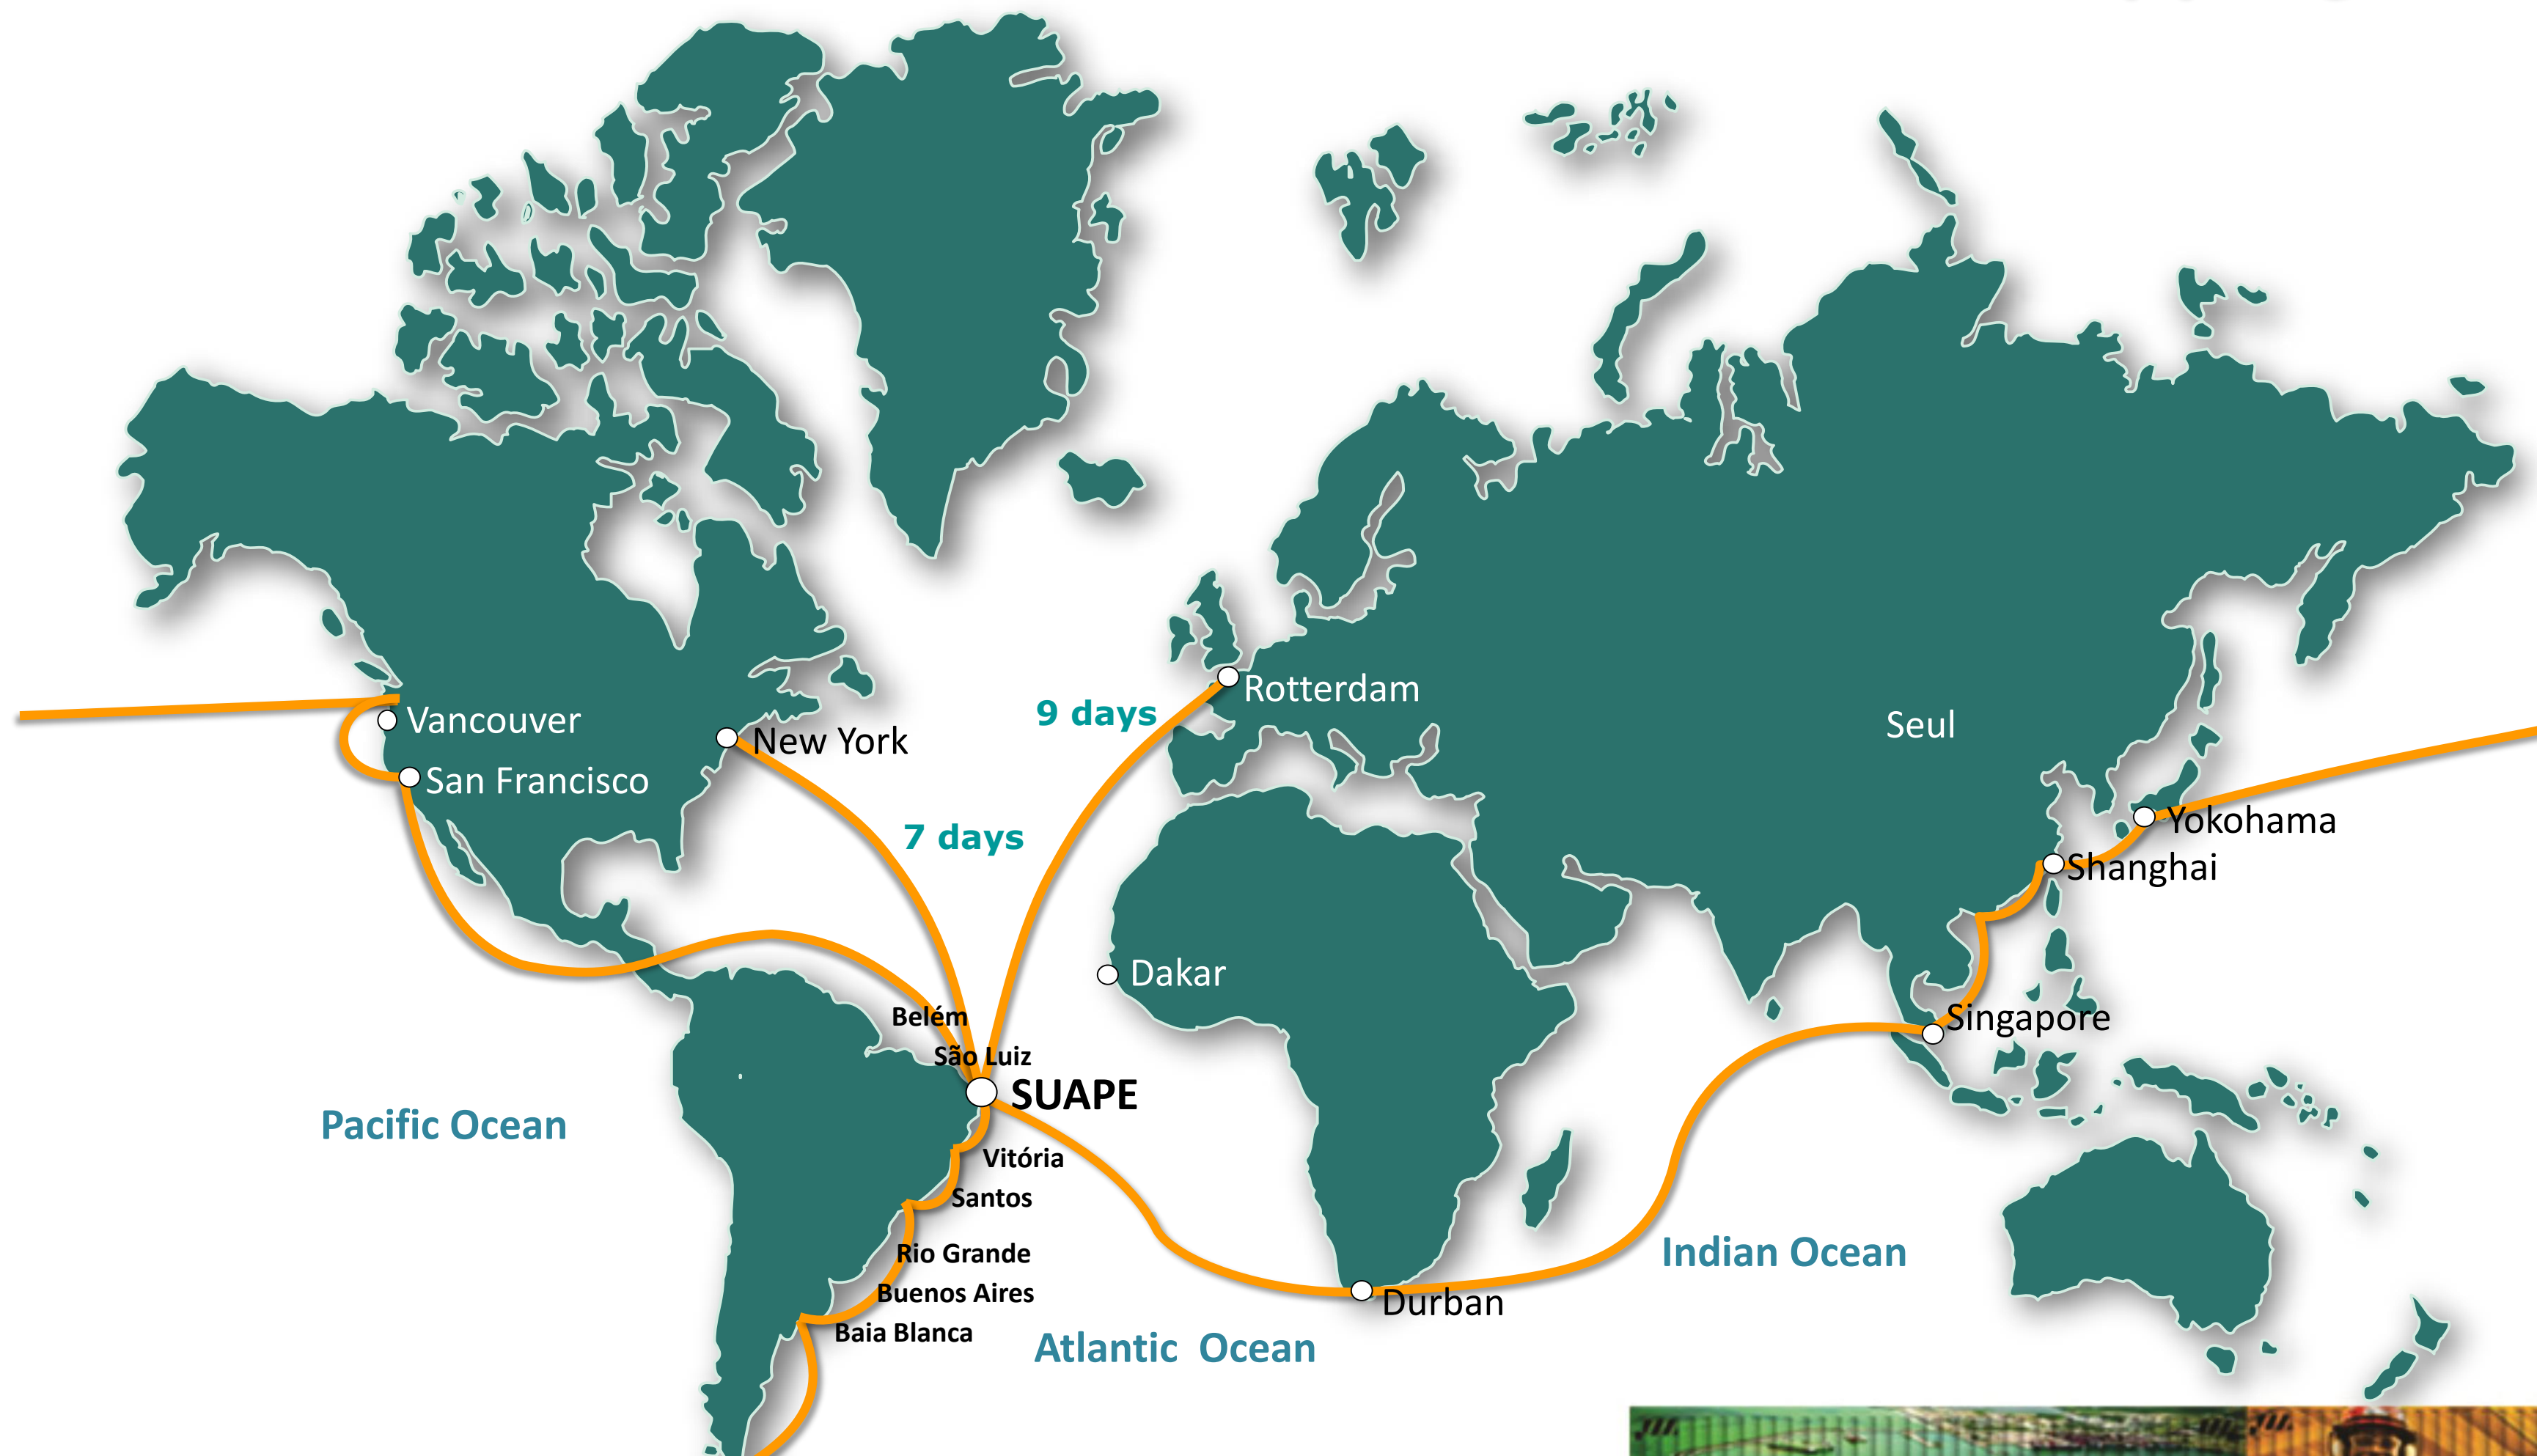 Rotterdam
9 days
Vancouver
Seul
New York
San Francisco
Yokohama
7 days
Shanghai
Dakar
Belém
Singapore
São Luiz
SUAPE
Pacific Ocean
Vitória
Santos
Rio Grande
Indian Ocean
Buenos Aires
Durban
Baia Blanca
Atlantic Ocean